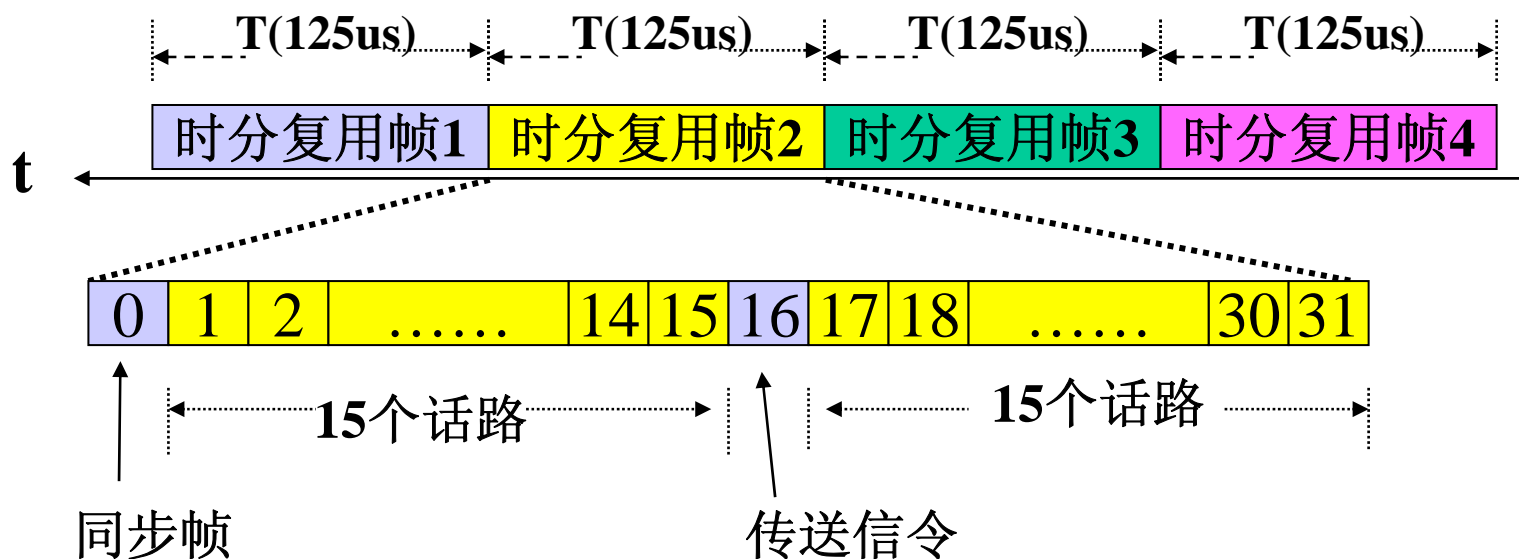 T(125us) T(125us) T(125us) T(125us)
时分复用帧1 时分复用帧2 时分复用帧3 时分复用帧4
t
0 1 2 …… 14 15 16 17 18 …… 30 31
15个话路 15个话路
同步帧 传送信令